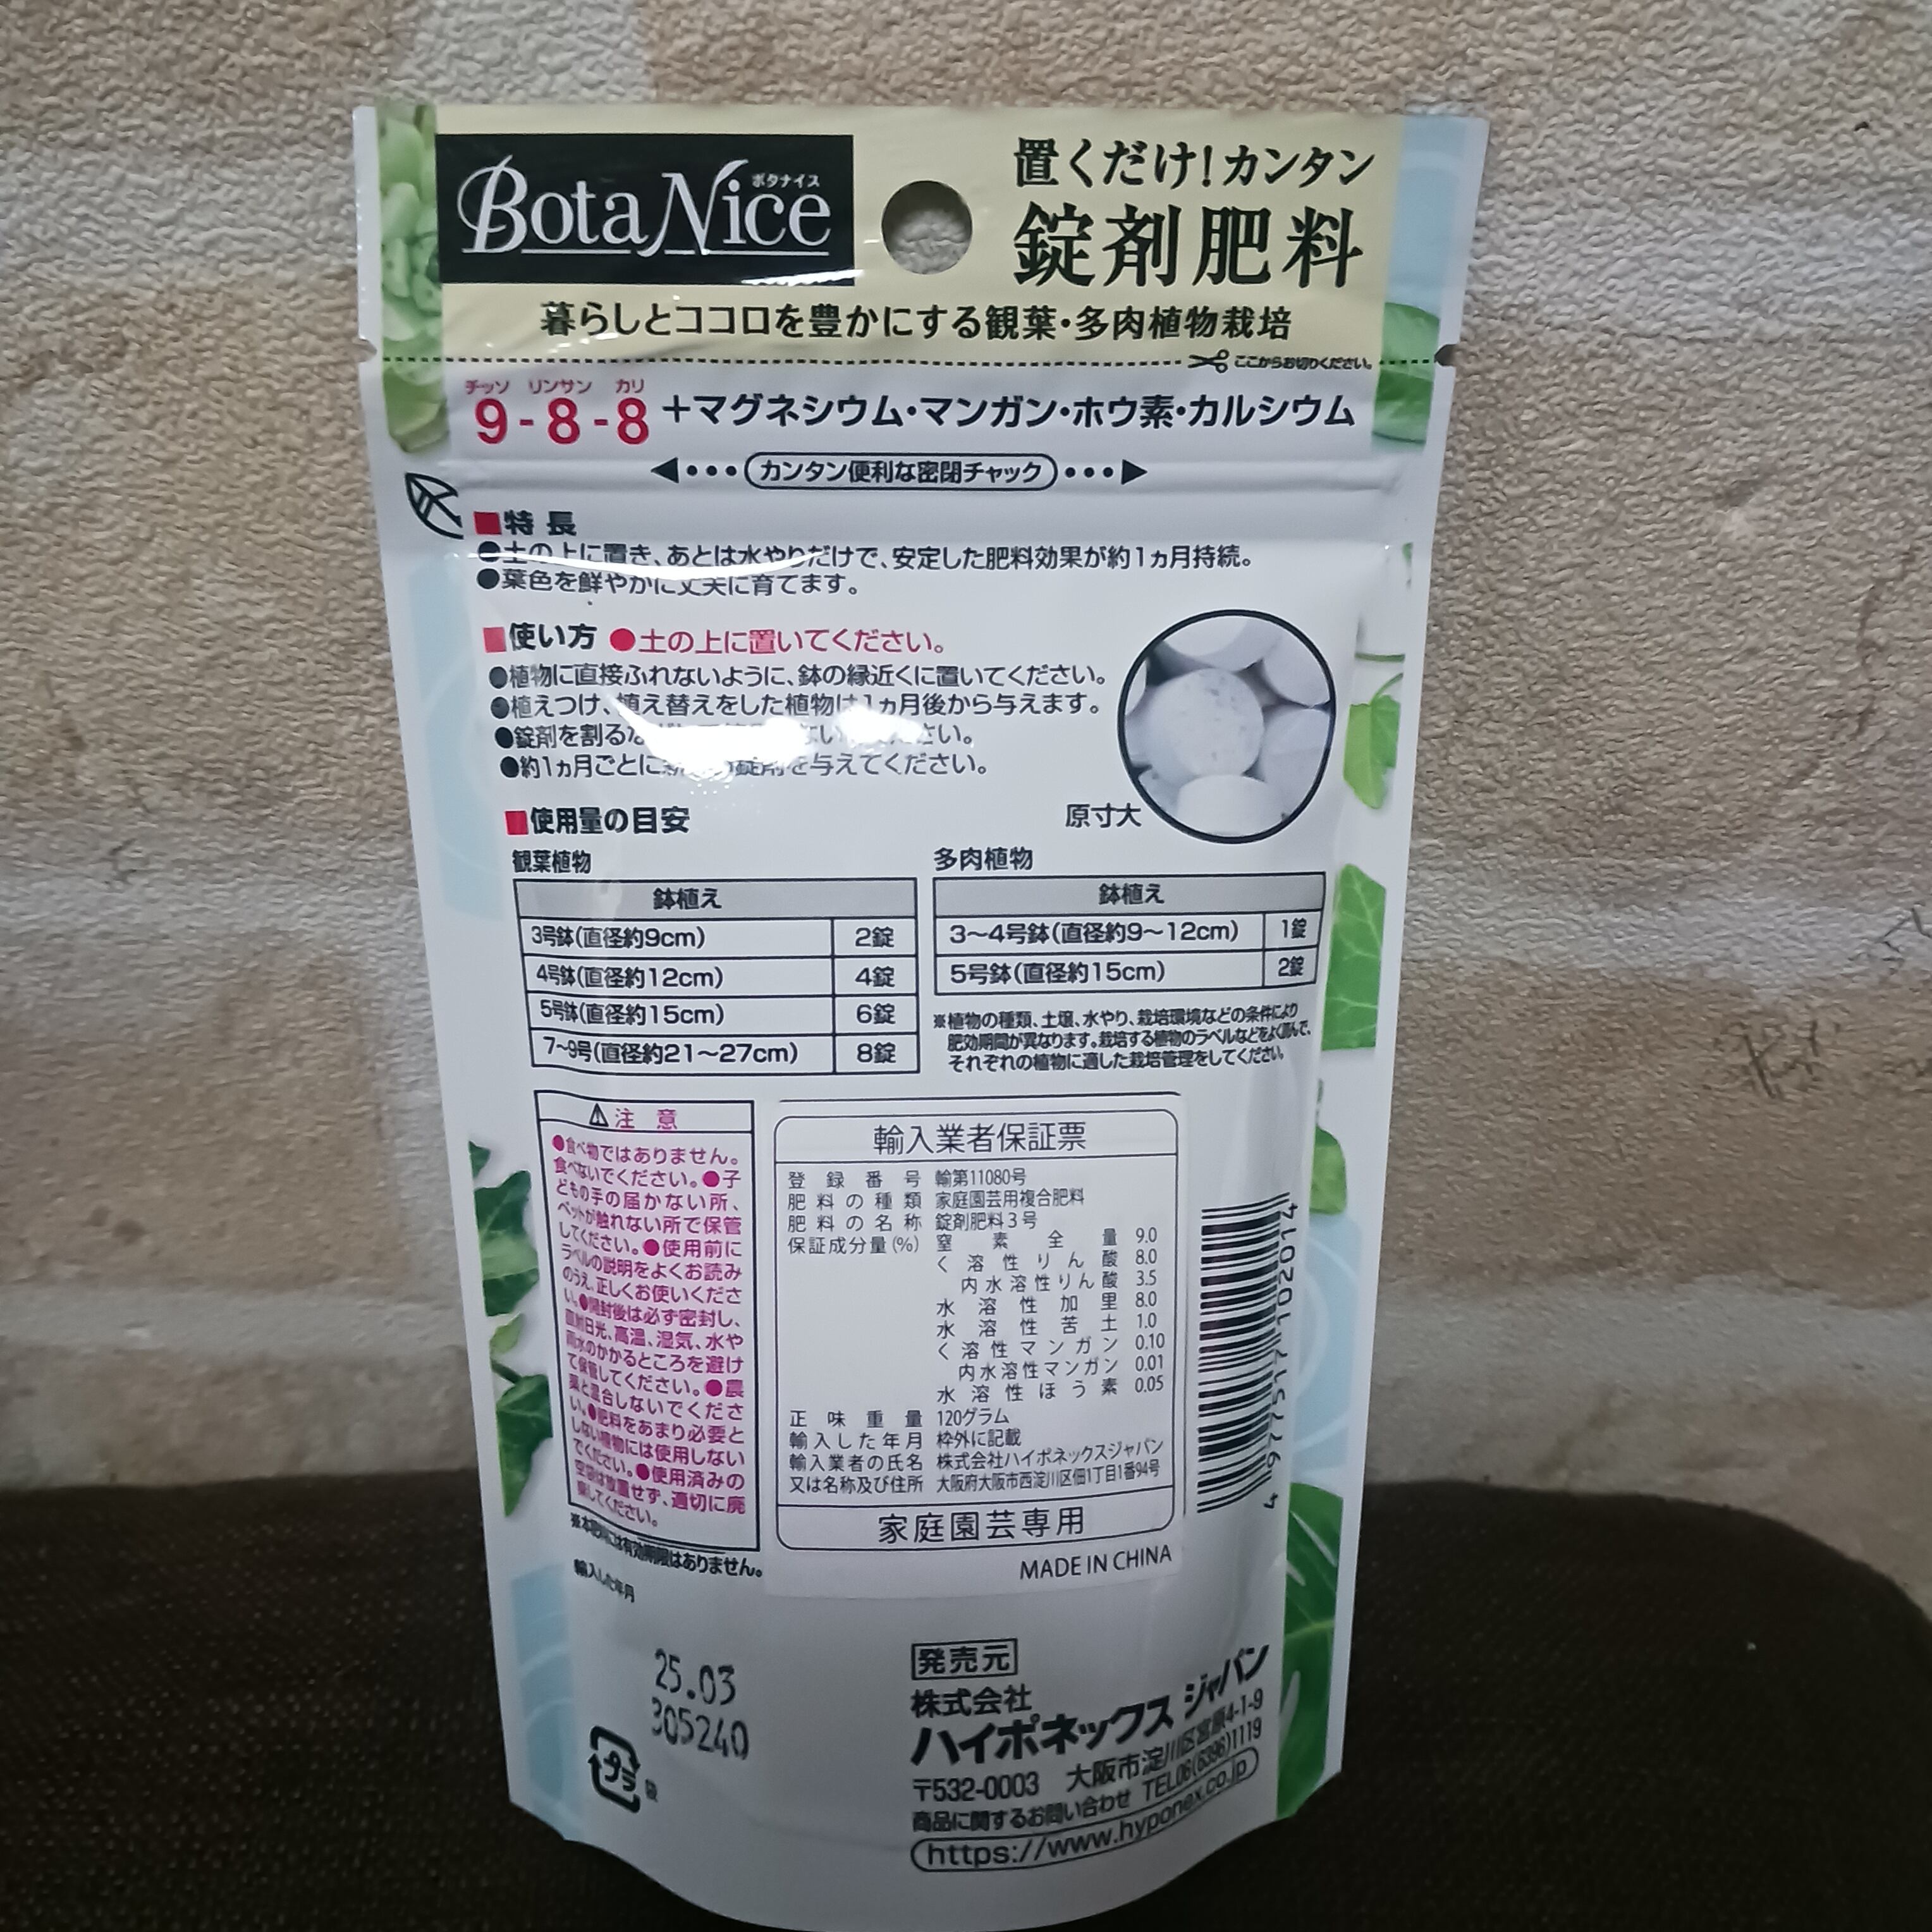 BotaNice
ボタナイス
置くだけ!カンタン
錠剤肥料
暮らしとココロを豊かにする観葉・多肉植物栽培
ここからお切りください。
チッソ リンサン カリ
9-8-8+マグネシウム・マンガン・ホウ素・カルシウム
カンタン便利な密閉チャック
■特長
●土の上に置き、あとは水やりだけで、安定した肥料効果が約1ヵ月持続。
●葉色を鮮やかに丈夫に育てます。
■使い方 ●土の上に置いてください。
●植物に直接ふれないように、鉢の縁近くに置いてください。
●植えつけ、植え替えをした植物は1ヵ月後から与えます。
●錠剤を割る さい。
●約1ヵ月ごとに 錠剤を与えてください。
原寸大
■使用量の目安
観葉植物
鉢植え
3号鉢(直径約9cm) 2錠
4号鉢(直径約12cm) 4錠
5号鉢(直径約15cm) 6錠
7~9号(直径約21~27cm) 8錠
多肉植物
鉢植え
3~4号鉢(直径約9~12cm) 1錠
5号鉢(直径約15cm) 2錠
※植物の種類、土壌、水やり、栽培環境などの条件により
肥効期間が異なります。栽培する植物のラベルなどをよく読んで、
それぞれの植物に適した栽培管理をしてください。
⚠注意
●食べ物ではありません。
食べないでください。●子
どもの手の届かない所、
ペットが触れない所で保管
してください。●使用前に
ラベルの説明をよくお読み
のうえ、正しくお使いくださ
い。●開封後は必ず密封し、
直射日光、高温、湿気、水や
雨水のかかるところを避け
て保管してください。●農
薬と混合しないでくださ
い。●肥料をあまり必要と
しない植物には使用しない
でください。●使用済みの
空袋は放置せず、適切に廃
棄してください。
※本肥料には有効期限はありません。
輸入した年月
25.03
305240
プラ
袋
輸入業者保証票
登録番号 輸第11080号
肥料の種類 家庭園芸用複合肥料
肥料の名称 錠剤肥料3号
保証成分量(%) 窒素全量 9.0
く溶性りん酸 8.0
内水溶性りん酸 3.5
水溶性加里 8.0
水溶性苦土 1.0
く溶性マンガン 0.10
内水溶性マンガン 0.01
水溶性ほう素 0.05
正味重量 120グラム
輸入した年月 枠外に記載
輸入業者の氏名 株式会社ハイポネックスジャパン
又は名称及び住所 大阪府大阪市西淀川区佃1丁目1番94号
家庭園芸専用
MADE IN CHINA
4 977517 102014
発売元
株式会社
ハイポネックス ジャパン
〒532-0003 大阪市淀川区宮原4-1-9
商品に関するお問い合わせ TEL06(6396)1119
https://www.hyponex.co.jp